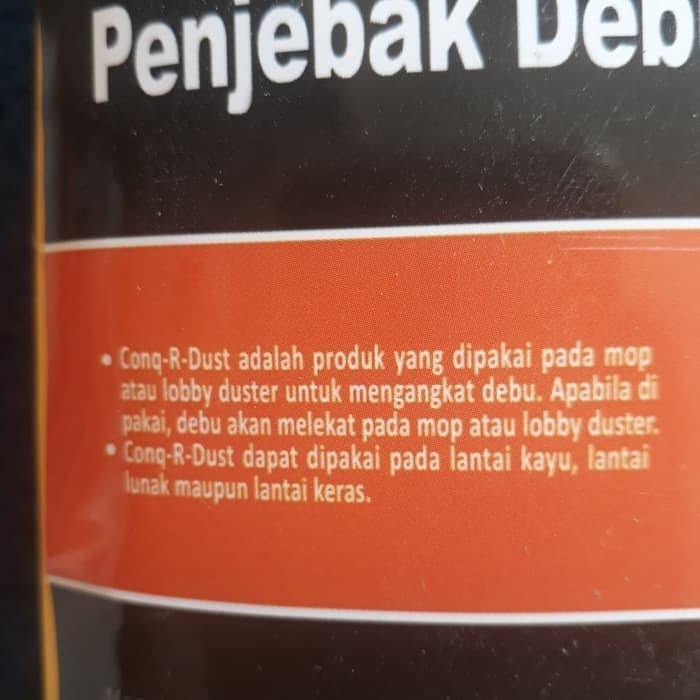 Penjebak Deb
• Conq-R-Dust adalah produk yang dipakai pada mop
atau lobby duster untuk mengangkat debu. Apabila di
pakai, debu akan melekat pada mop atau lobby duster.
• Conq-R-Dust dapat dipakai pada lantai kayu, lantai
lunak maupun lantai keras.